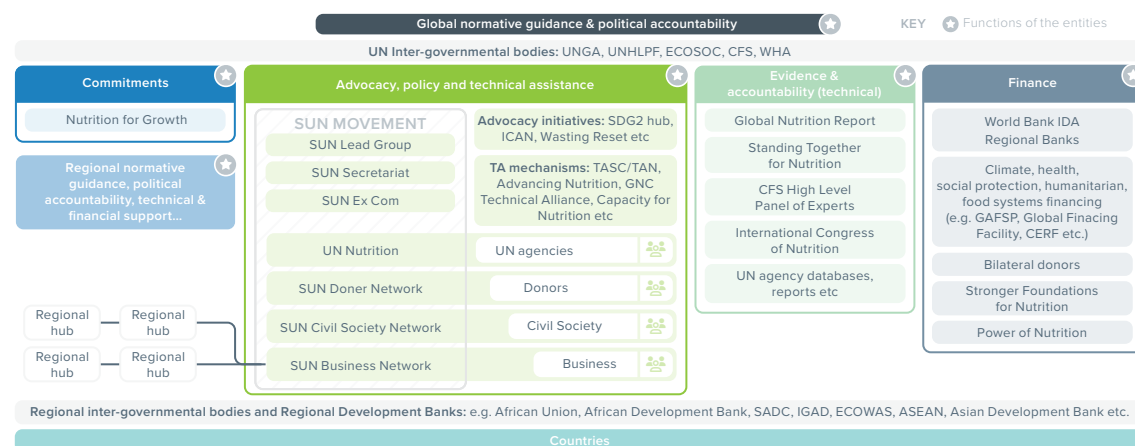 Global normative guidance & political accountability
KEY
Functions of the entities
UN Inter-governmental bodies: UNGA, UNHLPF, ECOSOC, CFS, WHA
Commitments
Nutrition for Growth
Regional normative
guidance, political
accountability, technical &
financial support...
Advocacy, policy and technical assistance
SUN MOVEMENT
SUN Lead Group
SUN Secretariat
SUN Ex Com
Advocacy initiatives: SDG2 hub,
ICAN, Wasting Reset etc
TA mechanisms: TASC/TAN,
Advancing Nutrition, GNC
Technical Alliance, Capacity for
Nutrition etc
UN Nutrition
UN agencies
SUN Doner Network
Donors
SUN Civil Society Network
Civil Society
SUN Business Network
Business
Regional
hub
Regional
hub
Regional
hub
Regional
hub
Evidence &
accountability (technical)
Global Nutrition Report
Standing Together
for Nutrition
CFS High Level
Panel of Experts
International Congress
of Nutrition
UN agency databases,
reports etc
Finance
World Bank IDA
Regional Banks
Climate, health,
social protection, humanitarian,
food systems financing
(e.g. GAFSP, Global Finacing
Facility, CERF etc.)
Bilateral donors
Stronger Foundations
for Nutrition
Power of Nutrition
Regional inter-governmental bodies and Regional Development Banks: e.g. African Union, African Development Bank, SADC, IGAD, ECOWAS, ASEAN, Asian Development Bank etc.
Countries